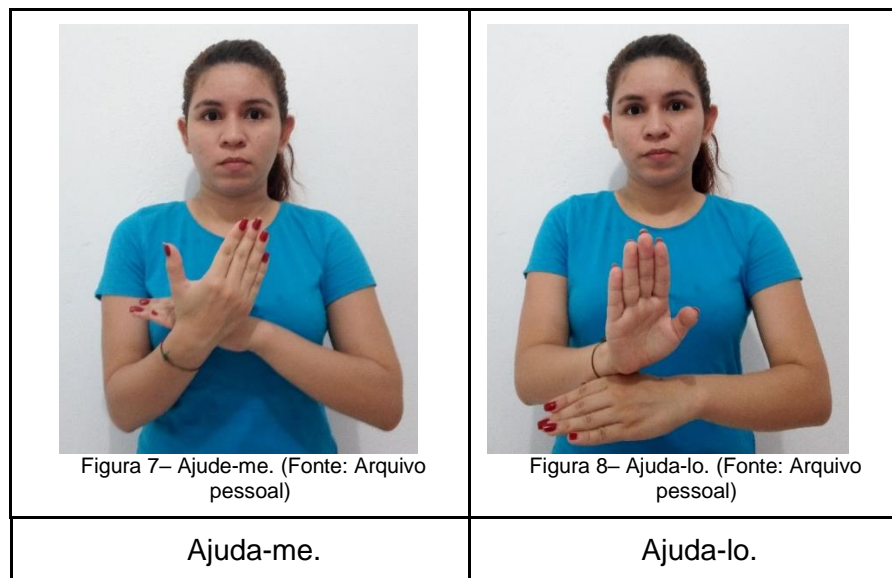 Figura 7– Ajude-me. (Fonte: Arquivo
pessoal)
Figura 8– Ajuda-lo. (Fonte: Arquivo
pessoal)
Ajuda-me.
Ajuda-lo.